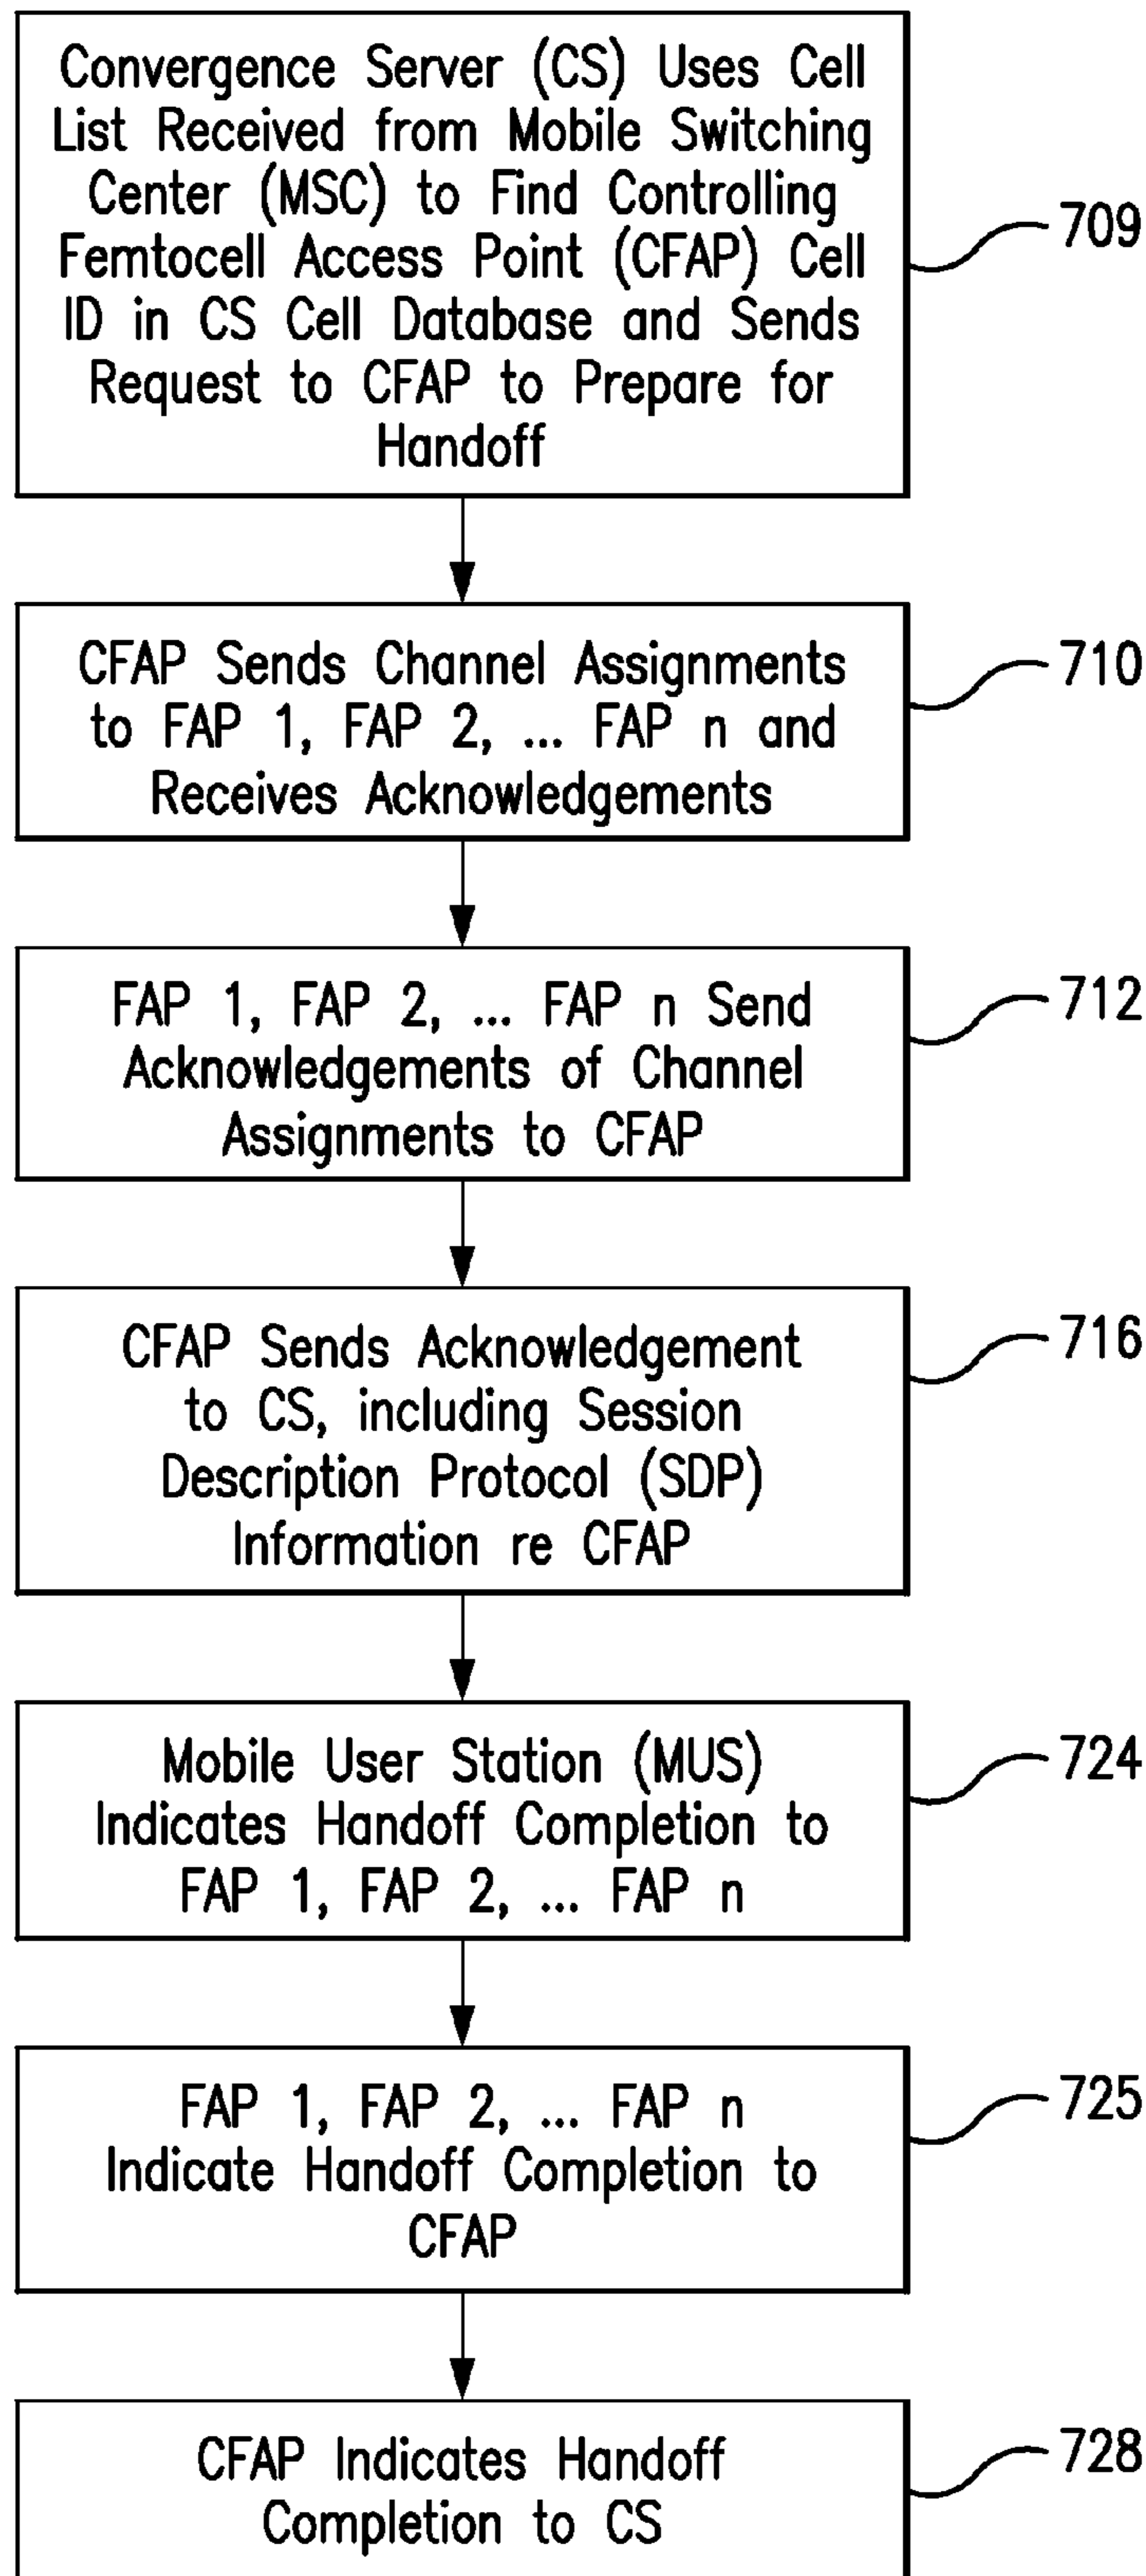 Convergence Server (CS) Uses Cell
List Received from Mobile Switching
Center (MSC) to Find Controlling
Femtocell Access Point (CFAP) Cell
ID in CS Cell Database and Sends
Request to CFAP to Prepare for
Handoff
709
CFAP Sends Channel Assignments
to FAP 1, FAP 2, ... FAP n and
Receives Acknowledgements
710
FAP 1, FAP 2, ... FAP n Send
Acknowledgements of Channel
Assignments to CFAP
712
CFAP Sends Acknowledgement
to CS, including Session
Description Protocol (SDP)
Information re CFAP
716
Mobile User Station (MUS)
Indicates Handoff Completion to
FAP 1, FAP 2, ... FAP n
724
FAP 1, FAP 2, ... FAP n
Indicate Handoff Completion to
CFAP
725
CFAP Indicates Handoff
Completion to CS
728